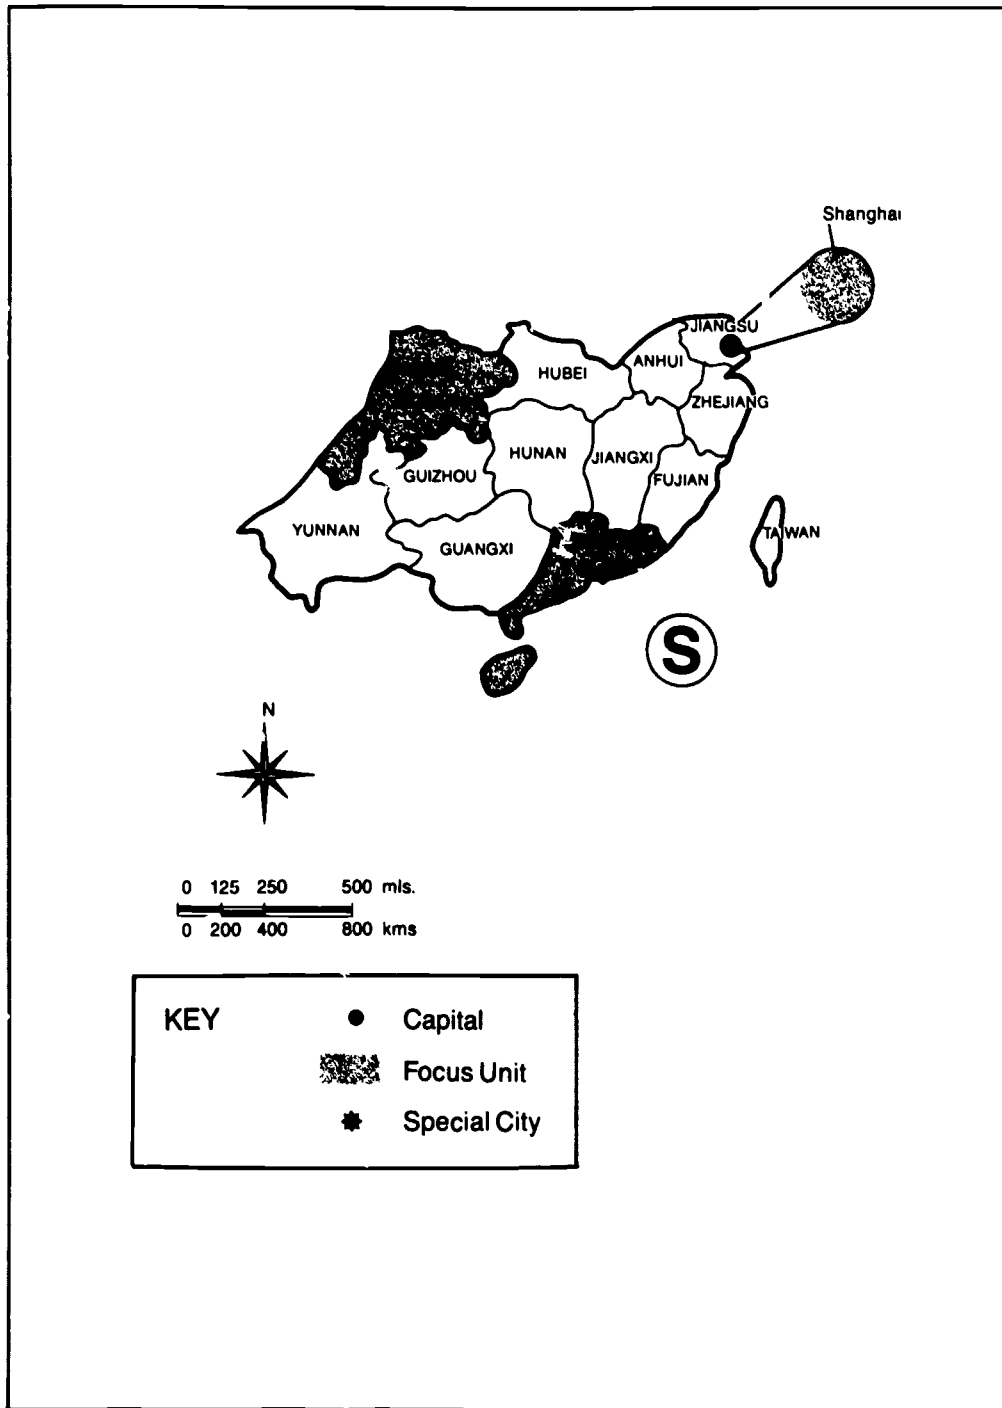 Shanghai
JIANGSU
ANHUI
HUBEI
ZHEJIANG
HUNAN
JIANGXI
GUIZHOU
FUJIAN
YUNNAN
TAIWAN
GUANGXI
S
N
0 125 250 500 mls.
0 200 400 800 kms
KEY
Capital
Focus Unit
Special City